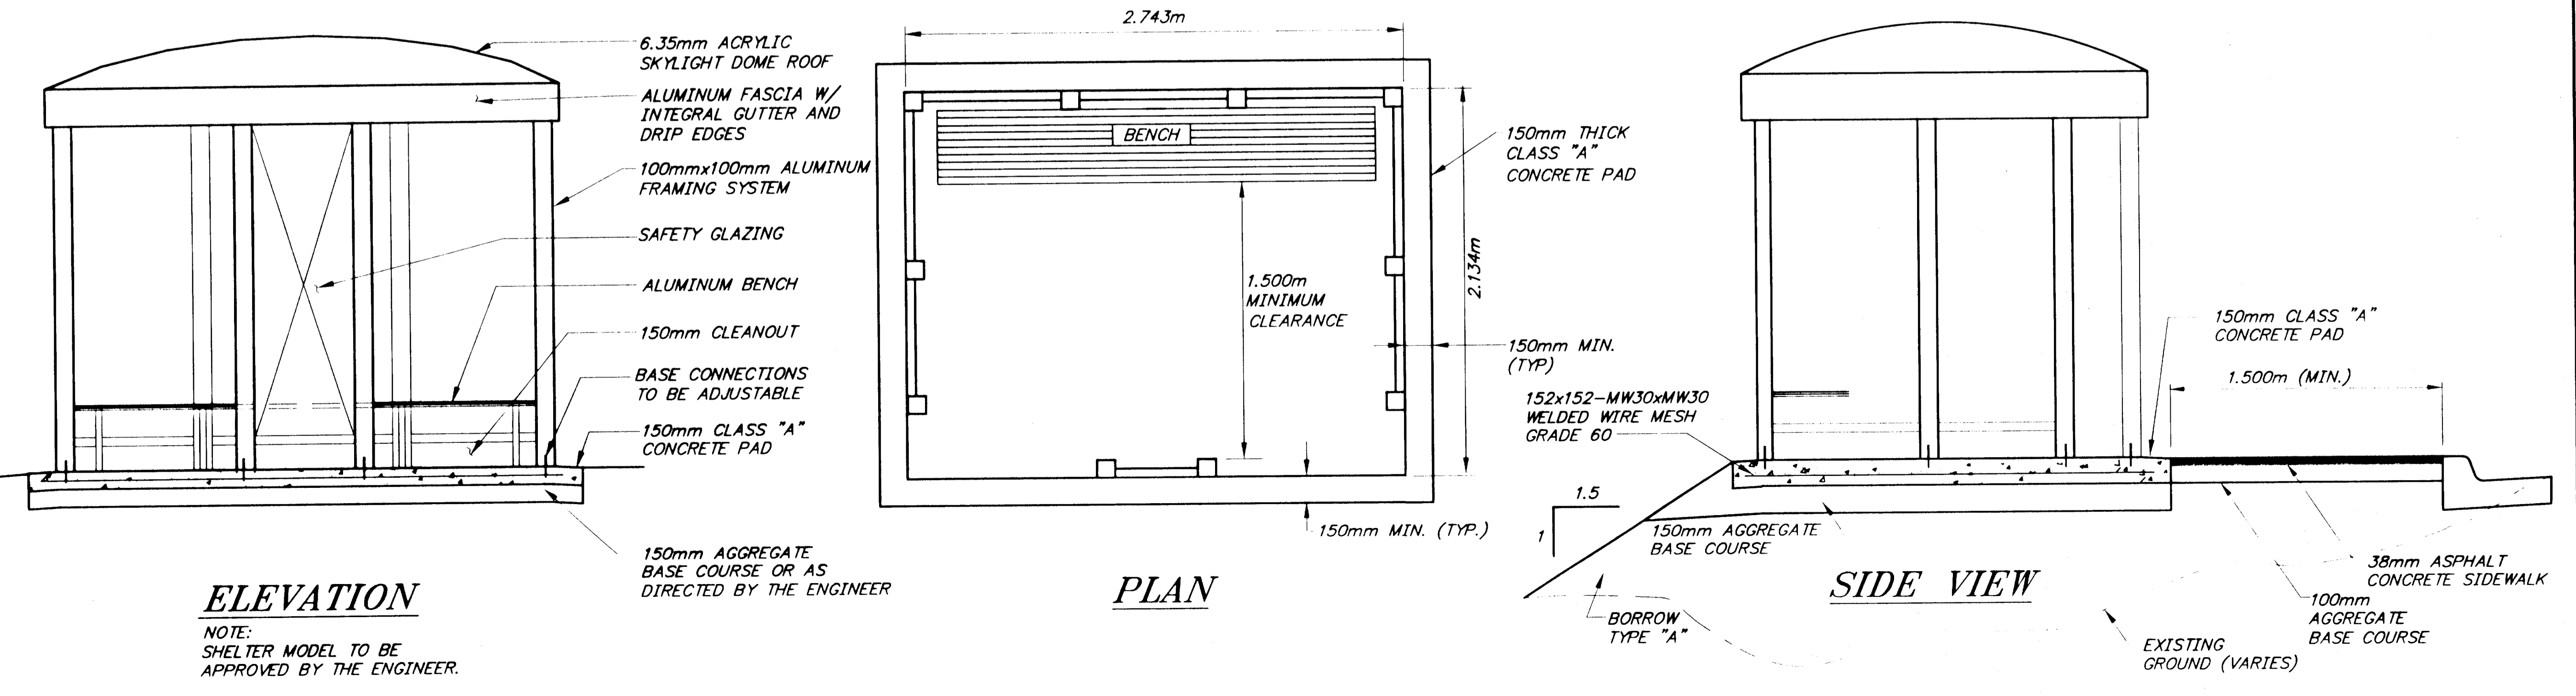 6.35mm ACRYLIC
SKYLIGHT DOME ROOF
ALUMINUM FASCIA W/
INTEGRAL GUTTER AND
DRIP EDGES
100mmx100mm ALUMINUM
FRAMING SYSTEM
SAFETY GLAZING
ALUMINUM BENCH
150mm CLEANOUT
BASE CONNECTIONS
TO BE ADJUSTABLE
150mm CLASS "A"
CONCRETE PAD
150mm AGGREGATE
BASE COURSE OR AS
DIRECTED BY THE ENGINEER
ELEVATION
NOTE:
SHELTER MODEL TO BE
APPROVED BY THE ENGINEER.
2.743m
BENCH
150mm THICK
CLASS "A"
CONCRETE PAD
2.134m
1.500m
MINIMUM
CLEARANCE
150mm MIN.
(TYP)
150mm MIN. (TYP.)
PLAN
150mm CLASS "A"
CONCRETE PAD
1.500m (MIN.)
152x152-MW30xMW30
WELDED WIRE MESH
GRADE 60
1.5
1
150mm AGGREGATE
BASE COURSE
38mm ASPHALT
CONCRETE SIDEWALK
100mm
AGGREGATE
BASE COURSE
BORROW
TYPE "A"
EXISTING
GROUND (VARIES)
SIDE VIEW